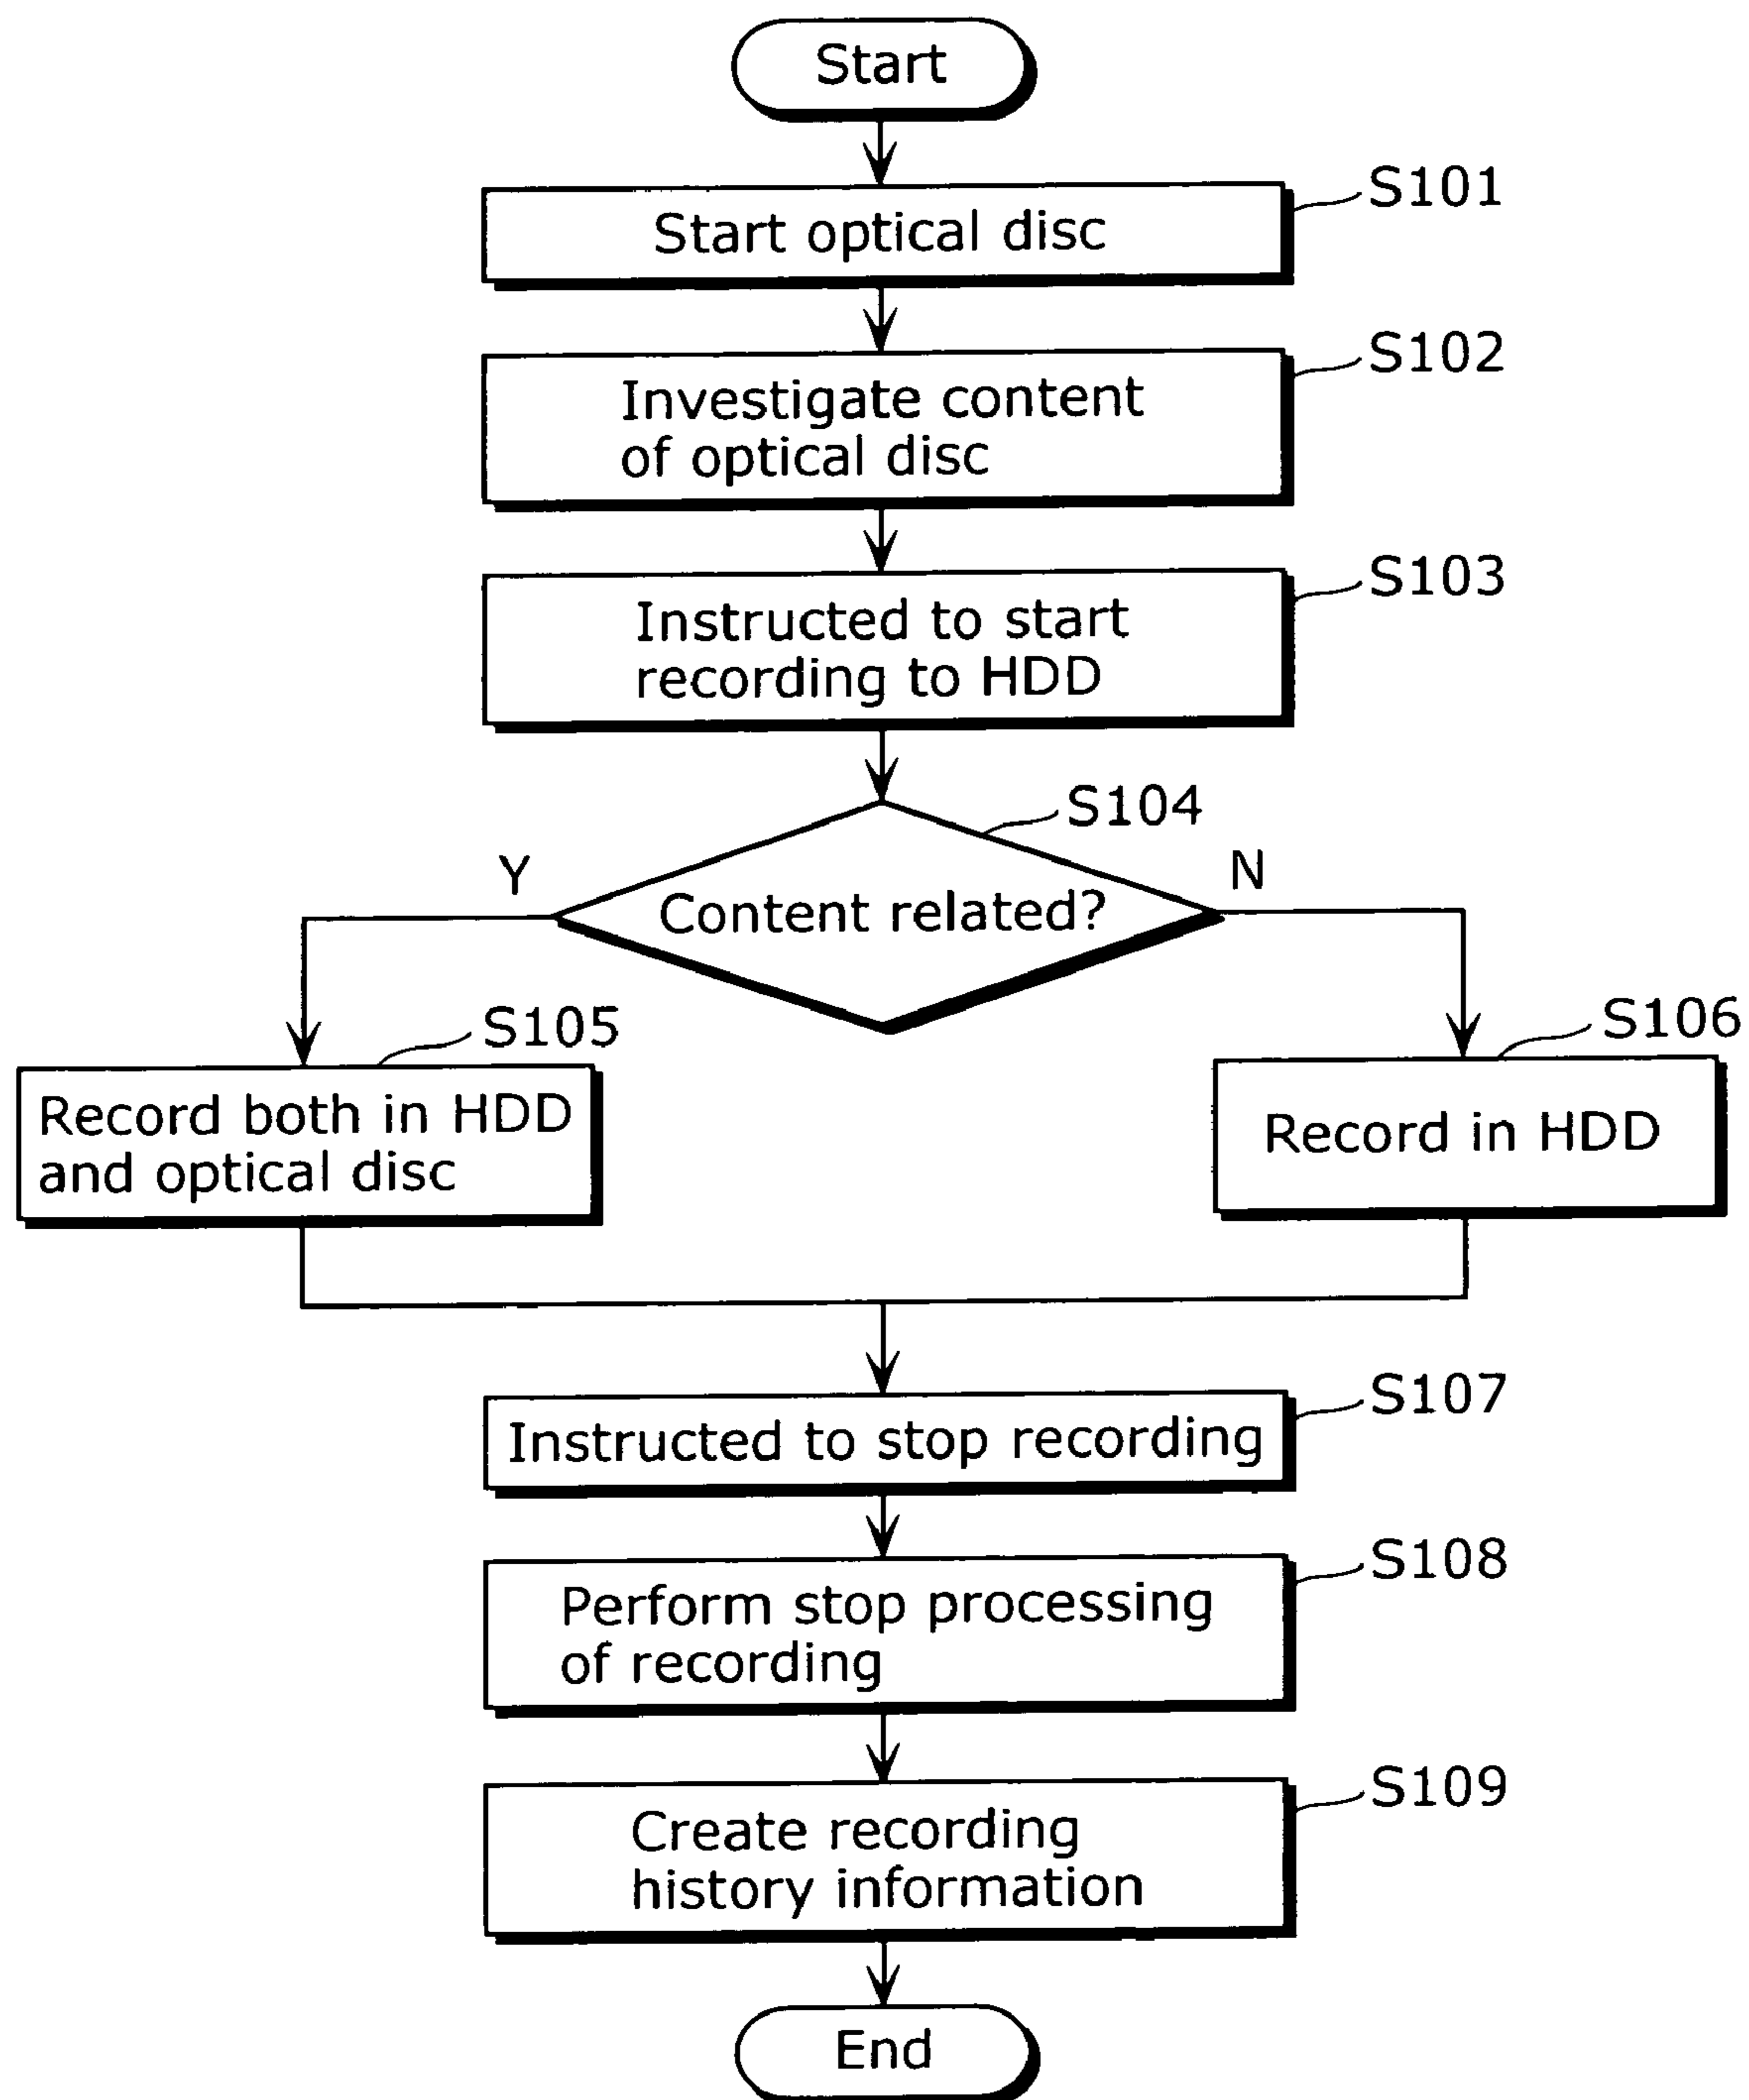 Start
S101
Start optical disc
S102
Investigate content
of optical disc
S103
Instructed to start
recording to HDD
S104
Y
N
Content related?
S105
S106
Record both in HDD
and optical disc
Record in HDD
S107
Instructed to stop recording
S108
Perform stop processing
of recording
S109
Create recording
history information
End